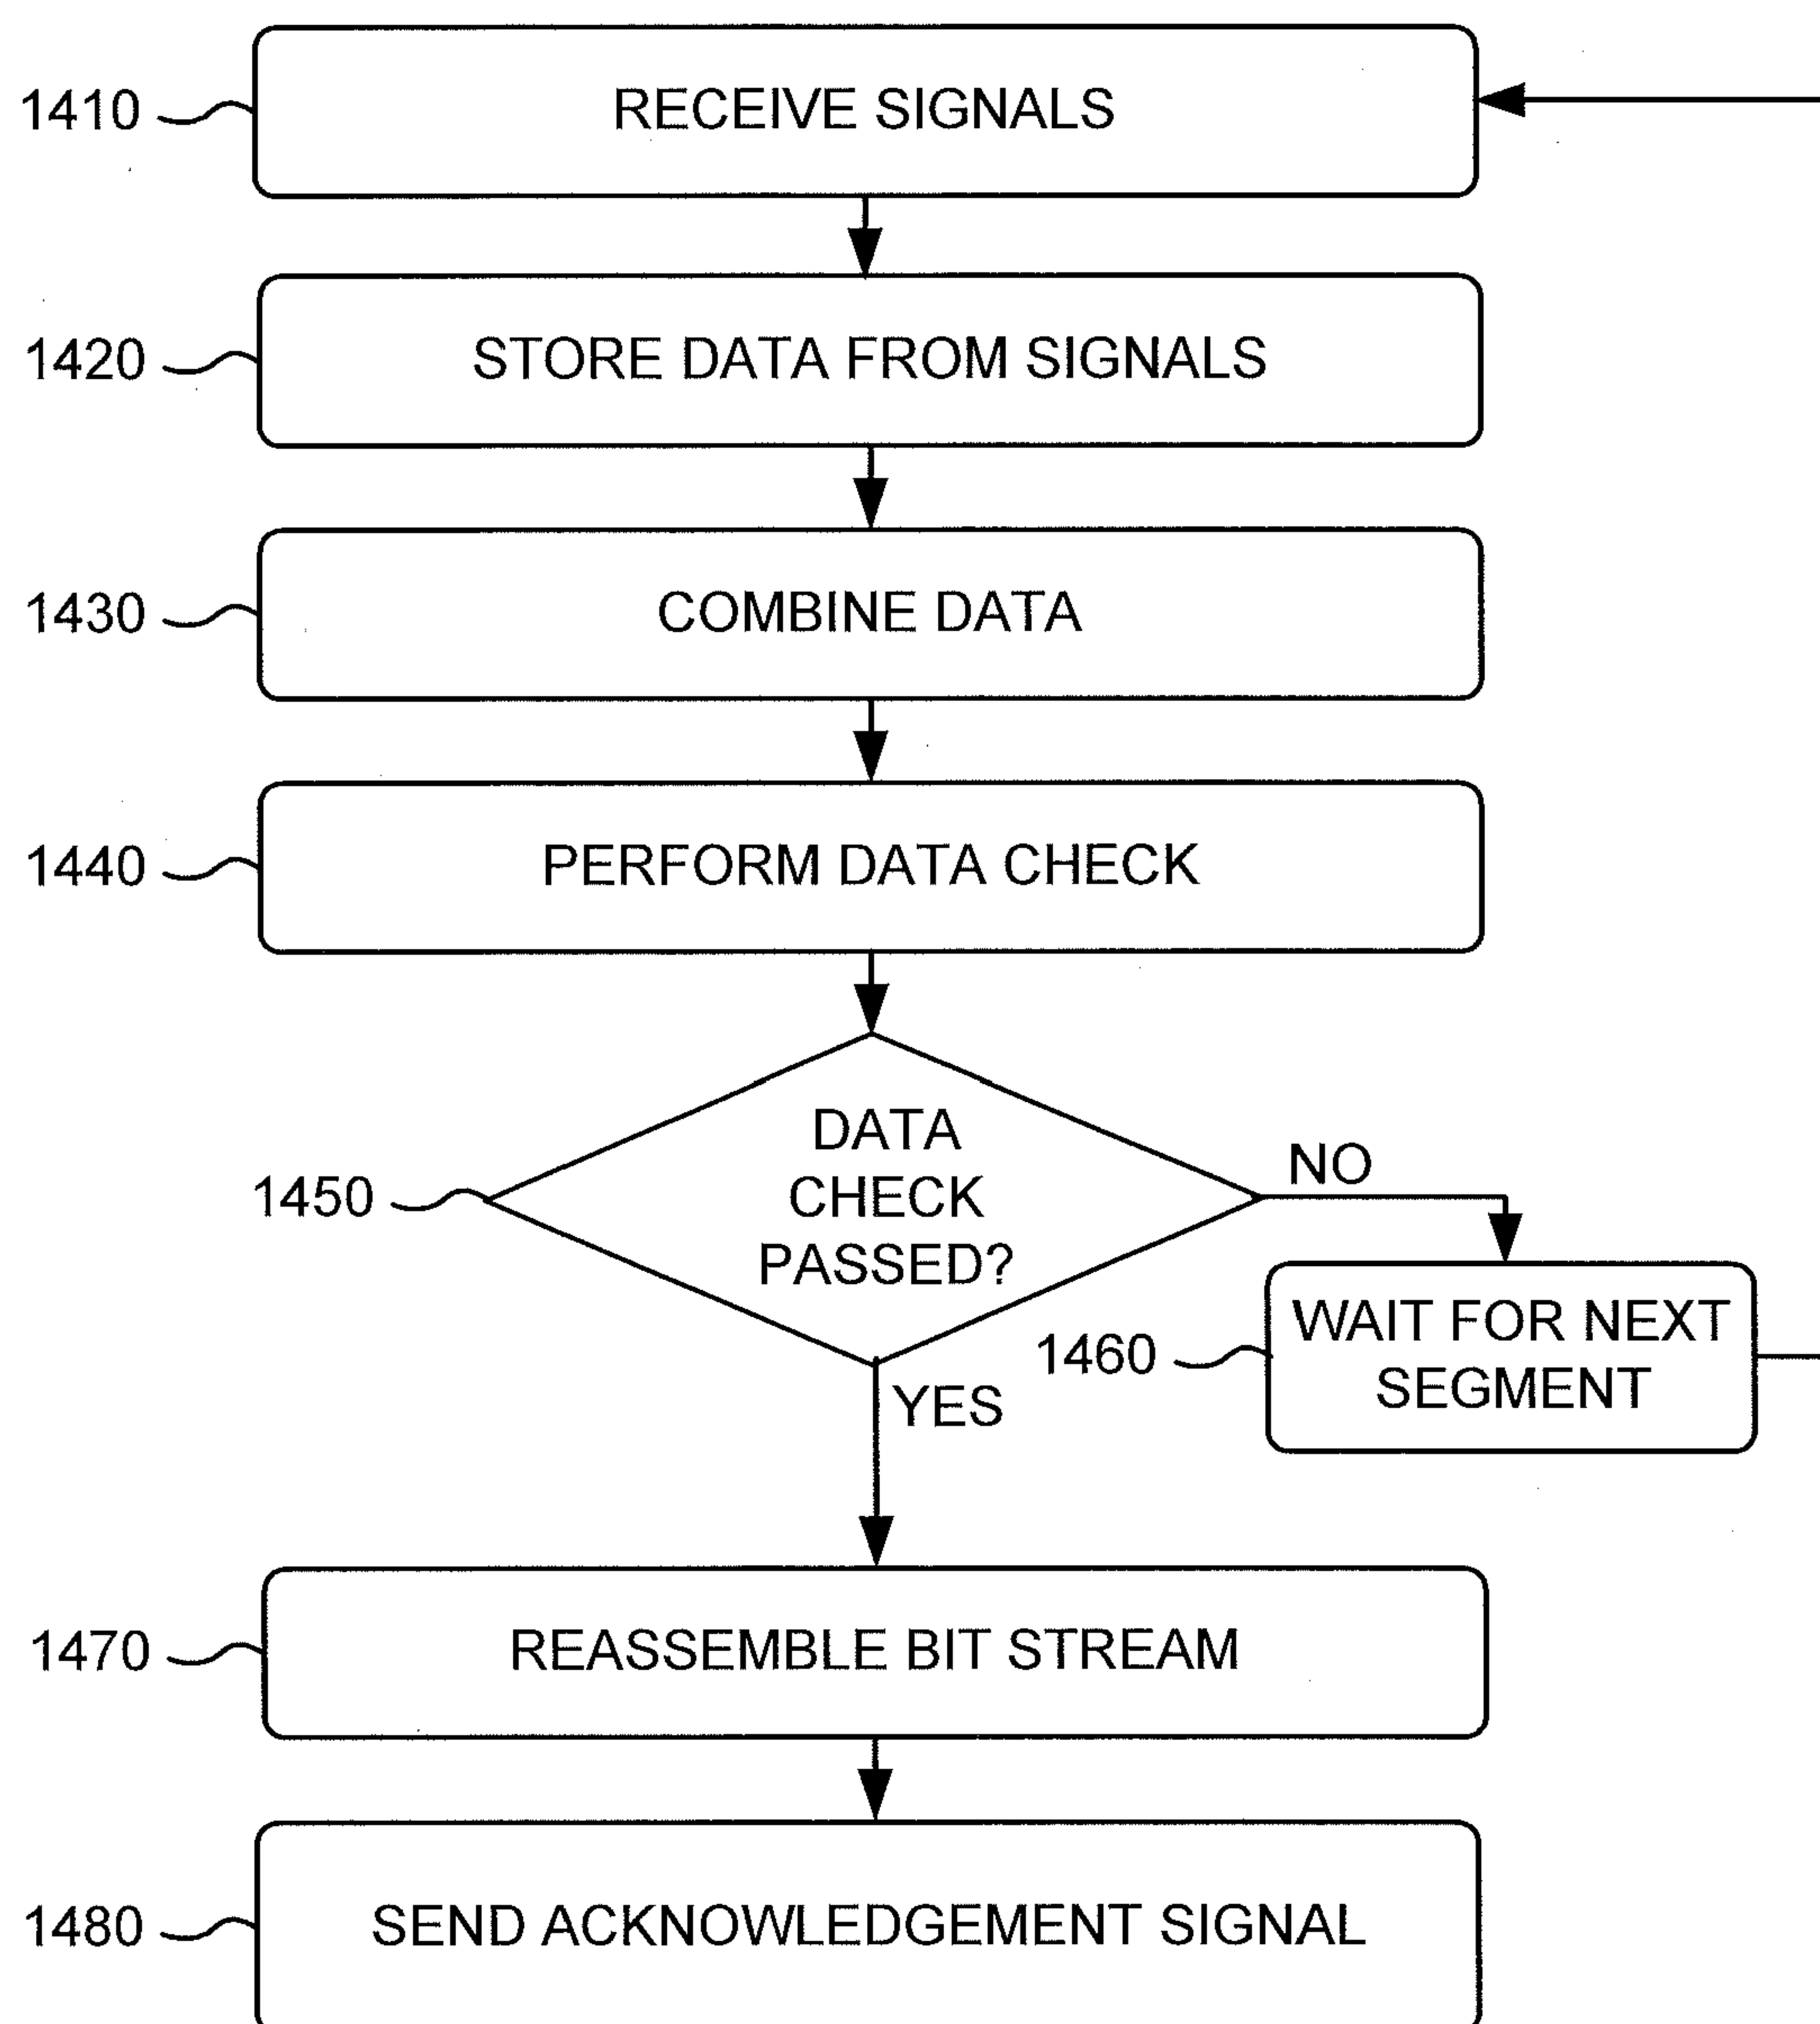 1410 RECEIVE SIGNALS
1420 STORE DATA FROM SIGNALS
1430 COMBINE DATA
1440 PERFORM DATA CHECK
DATA
1450 CHECK
PASSED?
NO
YES
1460 WAIT FOR NEXT
SEGMENT
1470 REASSEMBLE BIT STREAM
1480 SEND ACKNOWLEDGEMENT SIGNAL